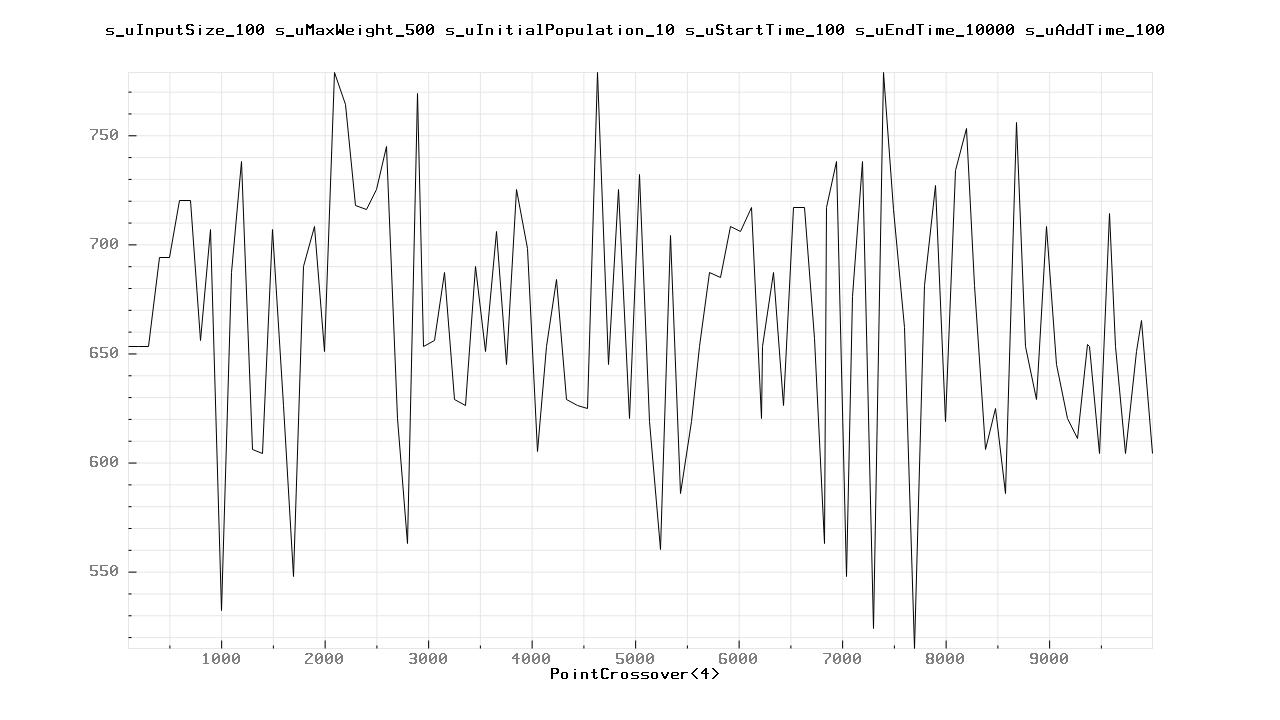 s_uInputSize_100 s_uMaxWeight_500 s_uInitialPopulation_10 s_uStartTime_100 s_uEndTime_10000 s_uAddTime_100
750
700
650
600
550
1000 2000 3000 4000 5000 6000 7000 8000 9000
PointCrossover<4>